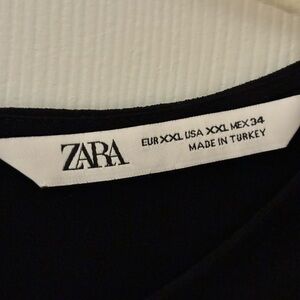 ZARA
EUR XXL USA XXL MEX 34
MADE IN TURKEY